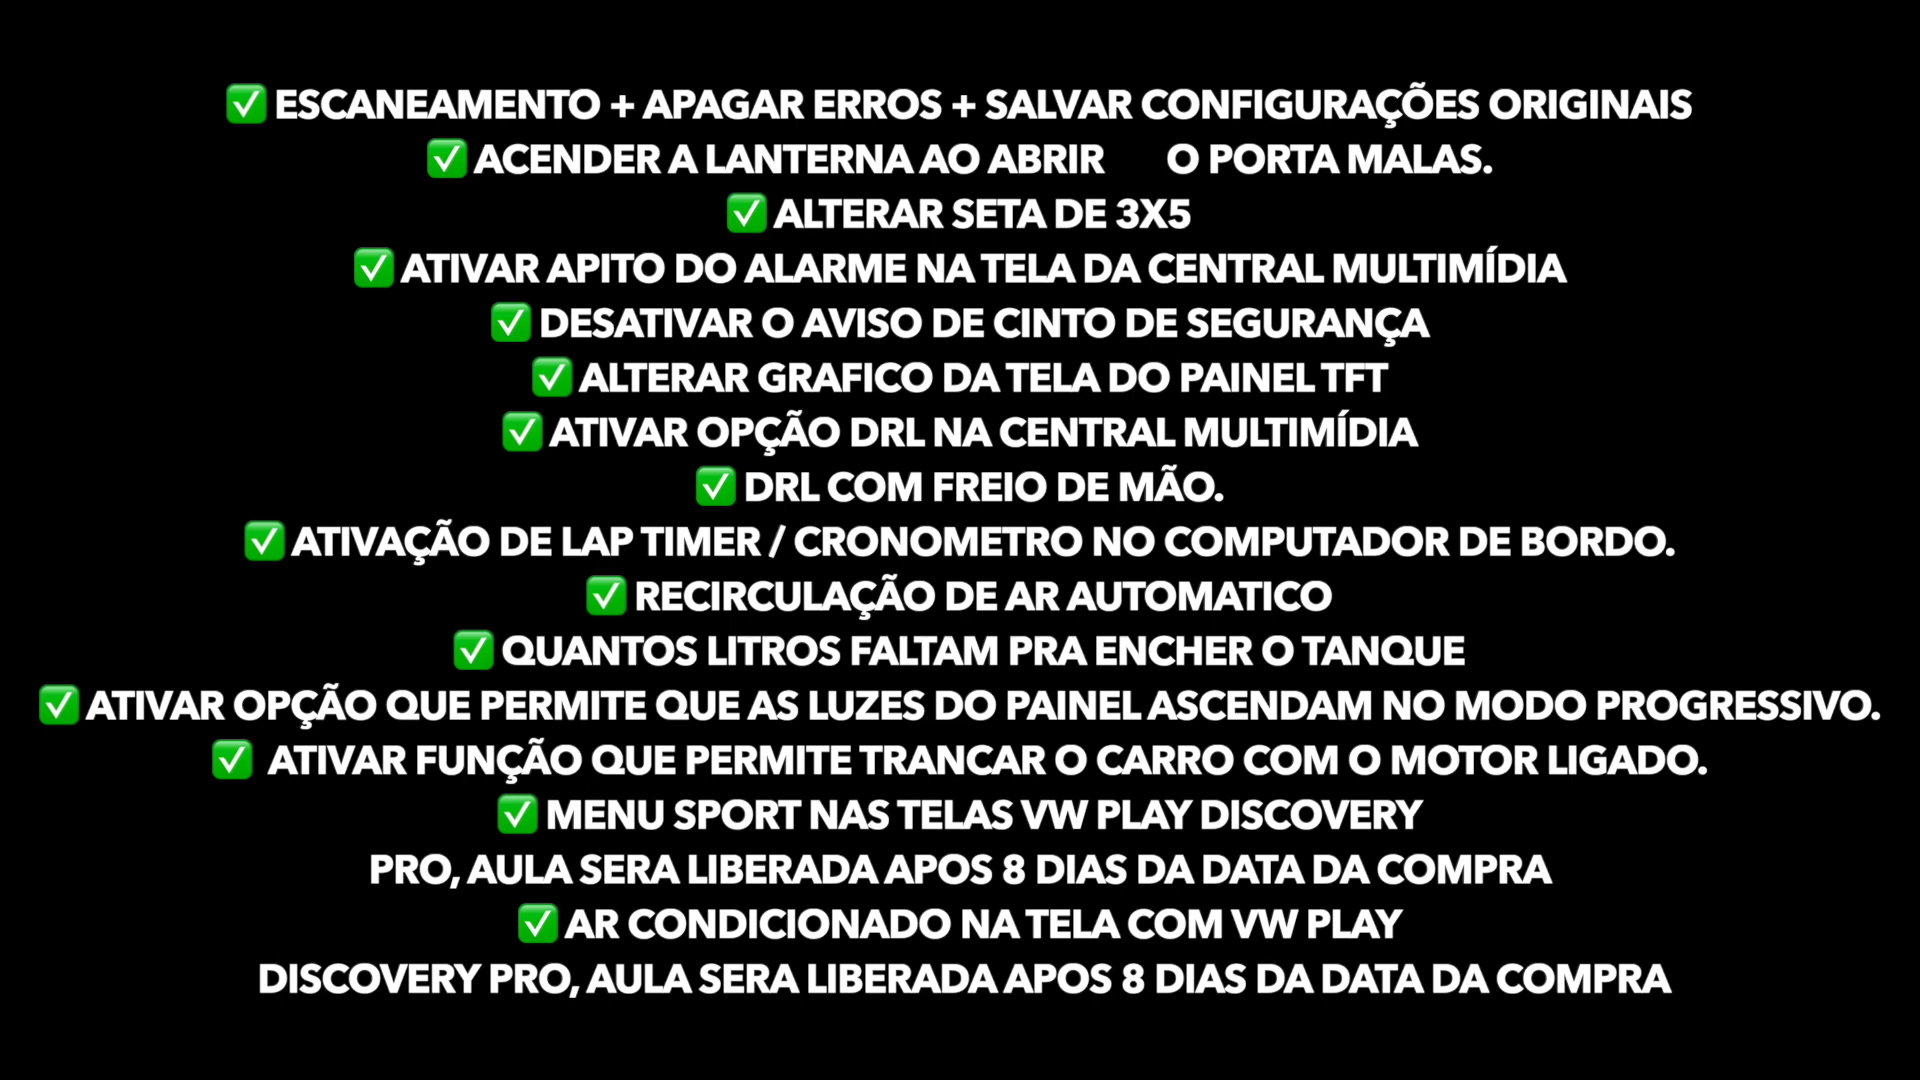 ✅ ESCANEAMENTO + APAGAR ERROS + SALVAR CONFIGURAÇÕES ORIGINAIS
✅ ACENDER A LANTERNA AO ABRIR O PORTA MALAS.
✅ ALTERAR SETA DE 3X5
✅ ATIVAR APITO DO ALARME NA TELA DA CENTRAL MULTIMÍDIA
✅ DESATIVAR O AVISO DE CINTO DE SEGURANÇA
✅ ALTERAR GRAFICO DA TELA DO PAINEL TFT
✅ ATIVAR OPÇÃO DRL NA CENTRAL MULTIMÍDIA
✅ DRL COM FREIO DE MÃO.
✅ ATIVAÇÃO DE LAP TIMER / CRONOMETRO NO COMPUTADOR DE BORDO.
✅ RECIRCULAÇÃO DE AR AUTOMATICO
✅ QUANTOS LITROS FALTAM PRA ENCHER O TANQUE
✅ ATIVAR OPÇÃO QUE PERMITE QUE AS LUZES DO PAINEL ASCENDAM NO MODO PROGRESSIVO.
✅ ATIVAR FUNÇÃO QUE PERMITE TRANCAR O CARRO COM O MOTOR LIGADO.
✅ MENU SPORT NAS TELAS VW PLAY DISCOVERY
PRO, AULA SERA LIBERADA APOS 8 DIAS DA DATA DA COMPRA
✅ AR CONDICIONADO NA TELA COM VW PLAY
DISCOVERY PRO, AULA SERA LIBERADA APOS 8 DIAS DA DATA DA COMPRA